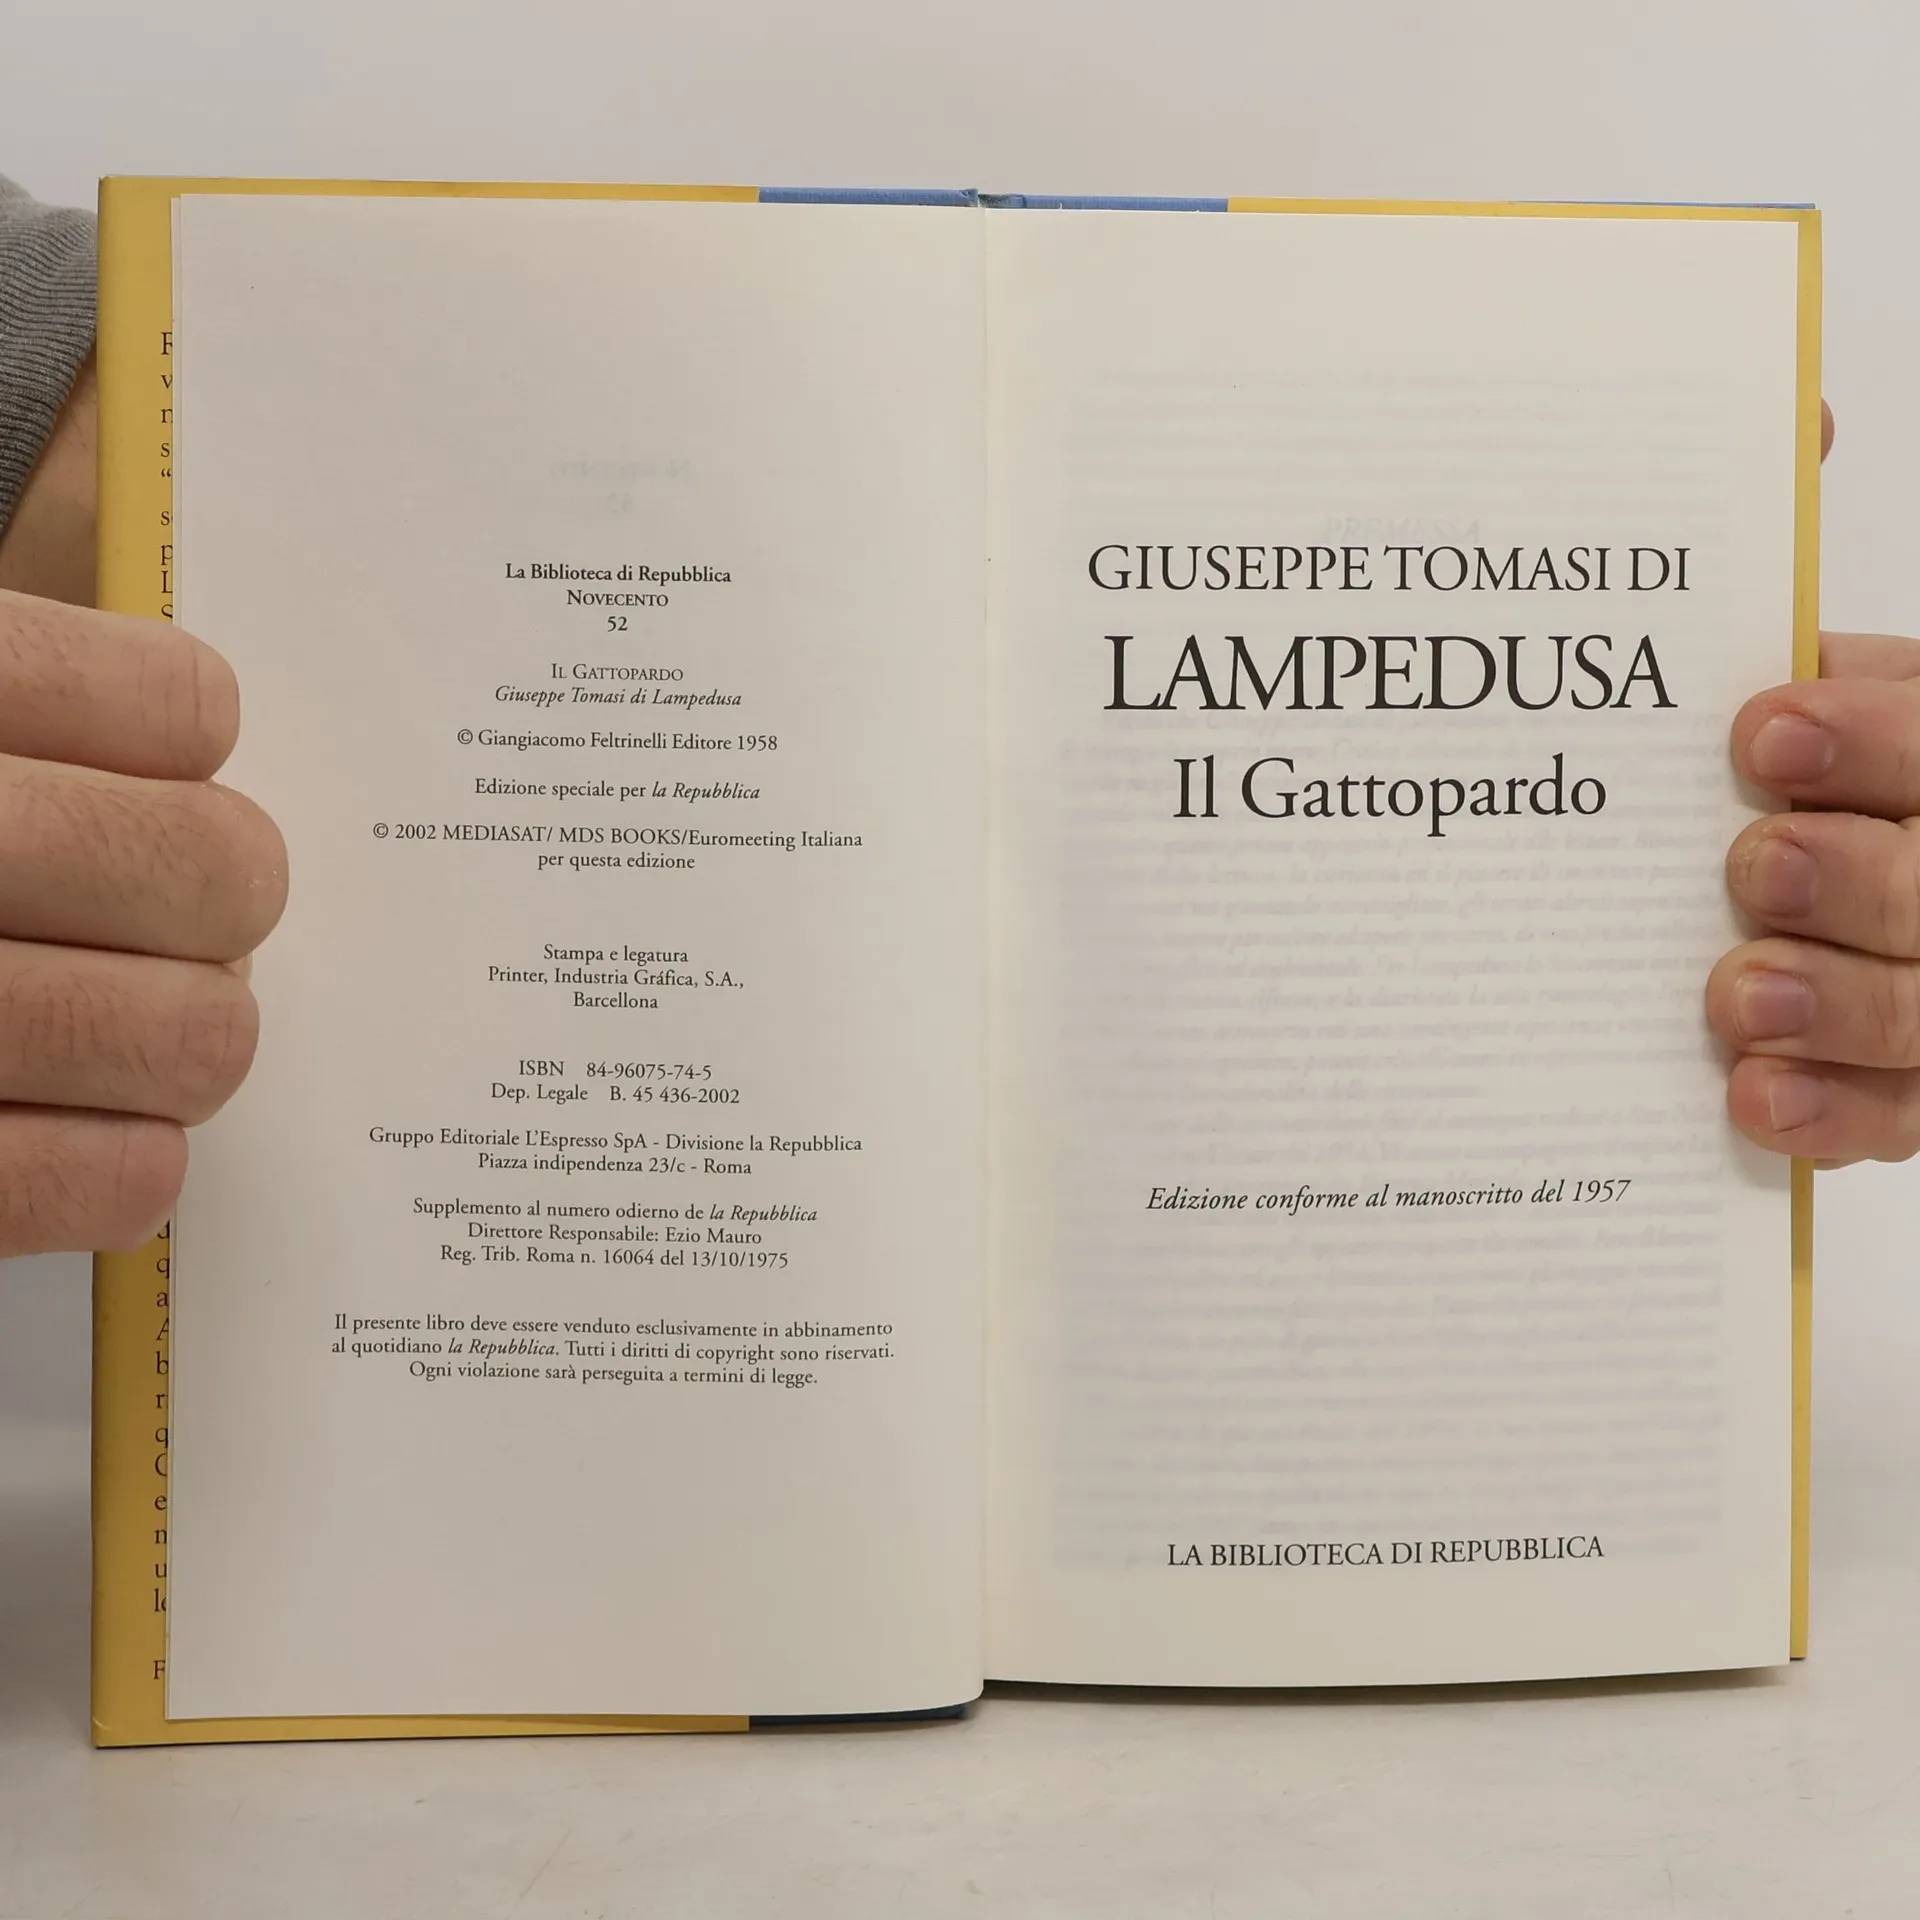 La Biblioteca di Repubblica
NOVECENTO
52
IL GATTOPARDO
Giuseppe Tomasi di Lampedusa
© Giangiacomo Feltrinelli Editore 1958
Edizione speciale per la Repubblica
© 2002 MEDIASAT/ MDS BOOKS/Euromeeting Italiana
per questa edizione
Stampa e legatura
Printer, Industria Gráfica, S.A.,
Barcellona
ISBN 84-96075-74-5
Dep. Legale B. 45 436-2002
Gruppo Editoriale L'Espresso SpA - Divisione la Repubblica
Piazza indipendenza 23/c - Roma
Supplemento al numero odierno de la Repubblica
Direttore Responsabile: Ezio Mauro
Reg. Trib. Roma n. 16064 del 13/10/1975
Il presente libro deve essere venduto esclusivamente in abbinamento
al quotidiano la Repubblica. Tutti i diritti di copyright sono riservati.
Ogni violazione sarà perseguita a termini di legge.
GIUSEPPE TOMASI DI
LAMPEDUSA
Il Gattopardo
Edizione conforme al manoscritto del 1957
LA BIBLIOTECA DI REPUBBLICA